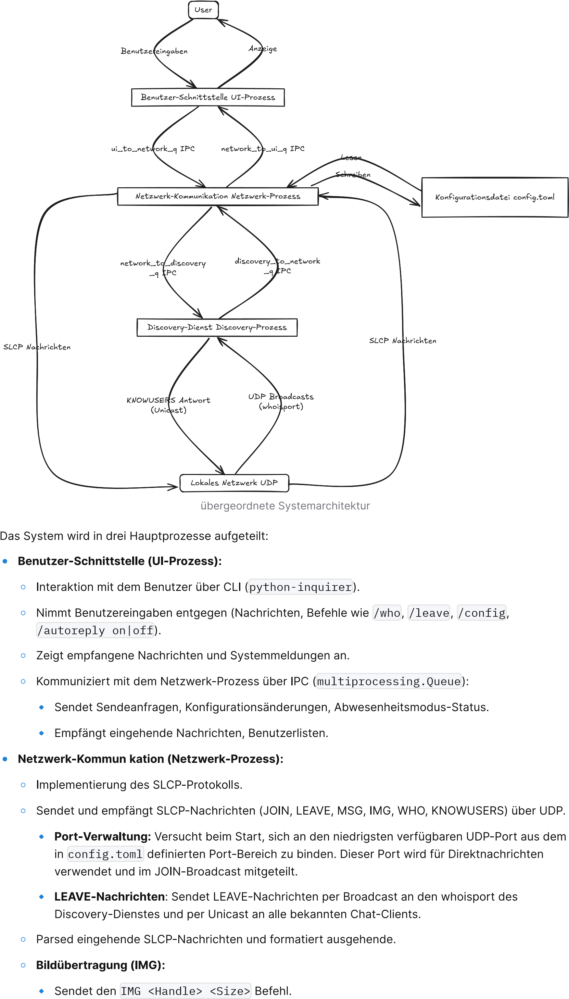 User
Benutzereingaben
Anzeige
Benutzer-Schnittstelle UI-Prozess
ui_to_network_q IPC
network_to_ui_q IPC
Lesen
Schreiben
Netzwerk-Kommunikation Netzwerk-Prozess
Konfigurationsdatei config.toml
network_to_discovery
_q IPC
discovery_to_network
_q IPC
Discovery-Dienst Discovery-Prozess
SLCP Nachrichten
SLCP Nachrichten
KNOWUSERS Antwort
(Unicast)
UDP Broadcasts
(whoisport)
Lokales Netzwerk UDP
übergeordnete Systemarchitektur
Das System wird in drei Hauptprozesse aufgeteilt:
Benutzer-Schnittstelle (UI-Prozess):
Interaktion mit dem Benutzer über CLI (python-inquirer).
Nimmt Benutzereingaben entgegen (Nachrichten, Befehle wie /who, /leave, /config,
/autoreply on|off).
Zeigt empfangene Nachrichten und Systemmeldungen an.
Kommuniziert mit dem Netzwerk-Prozess über IPC (multiprocessing.Queue):
Sendet Sendeanfragen, Konfigurationsänderungen, Abwesenheitsmodus-Status.
Empfängt eingehende Nachrichten, Benutzerlisten.
Netzwerk-Kommun kation (Netzwerk-Prozess):
Implementierung des SLCP-Protokolls.
Sendet und empfängt SLCP-Nachrichten (JOIN, LEAVE, MSG, IMG, WHO, KNOWUSERS) über UDP.
Port-Verwaltung: Versucht beim Start, sich an den niedrigsten verfügbaren UDP-Port aus dem
in config.toml definierten Port-Bereich zu binden. Dieser Port wird für Direktnachrichten
verwendet und im JOIN-Broadcast mitgeteilt.
LEAVE-Nachrichten: Sendet LEAVE-Nachrichten per Broadcast an den whoisport des
Discovery-Dienstes und per Unicast an alle bekannten Chat-Clients.
Parsed eingehende SLCP-Nachrichten und formatiert ausgehende.
Bildübertragung (IMG):
Sendet den IMG <Handle> <Size> Befehl.